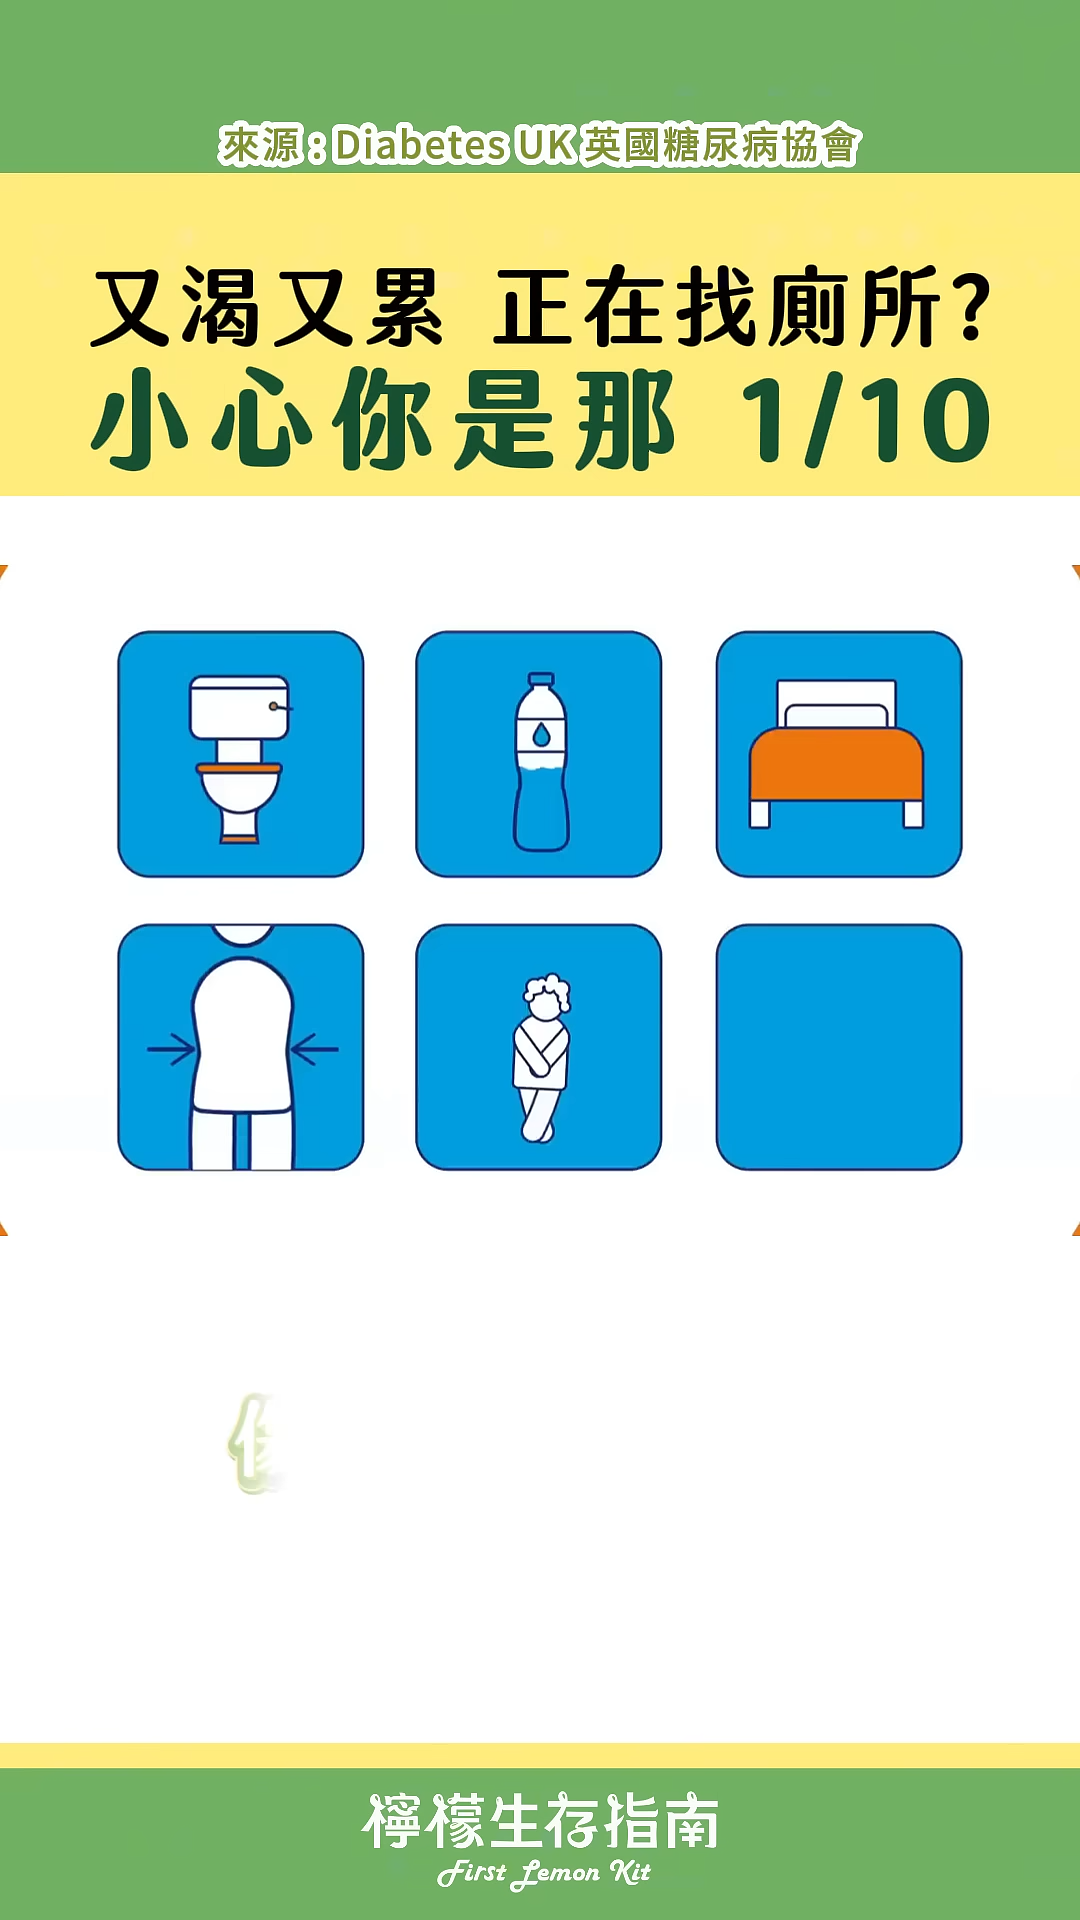 來源 : Diabetes UK 英國糖尿病協會
又渴又累 正在找廁所?
小心你是那 1/10
檸檬生存指南
First Lemon Kit